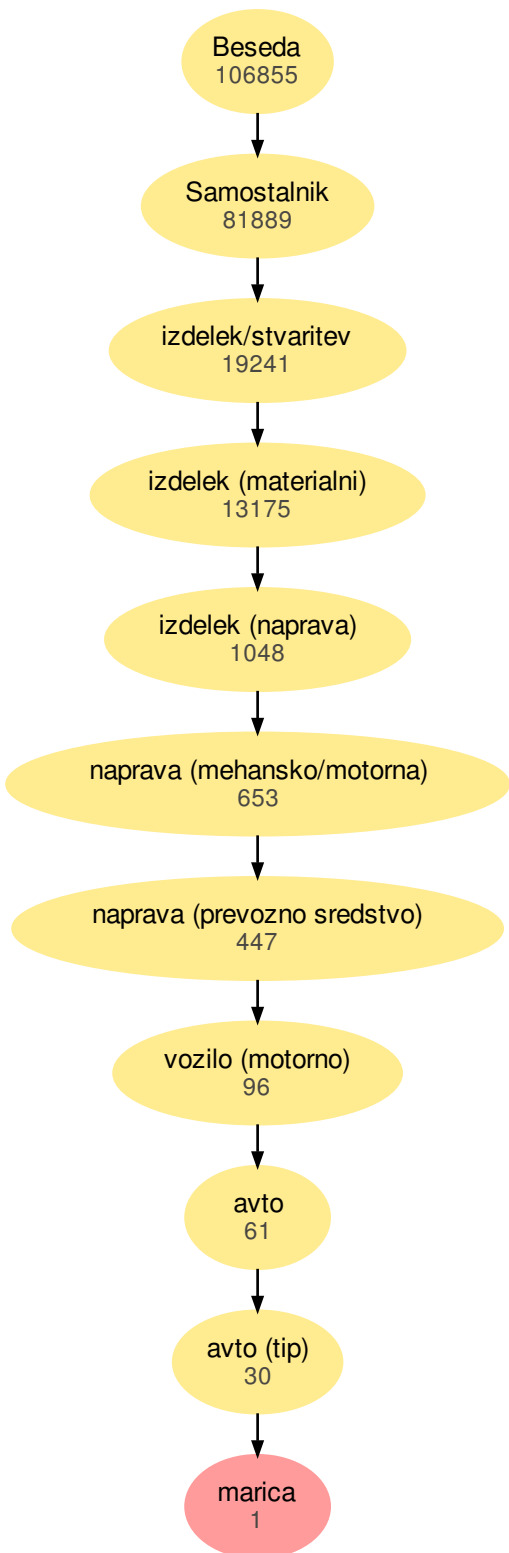 Beseda
106855
Samostalnik
81889
izdelek/stvaritev
19241
izdelek (materialni)
13175
izdelek (naprava)
1048
naprava (mehansko/motorna)
653
naprava (prevozno sredstvo)
447
vozilo (motorno)
96
avto
61
avto (tip)
30
marica
1